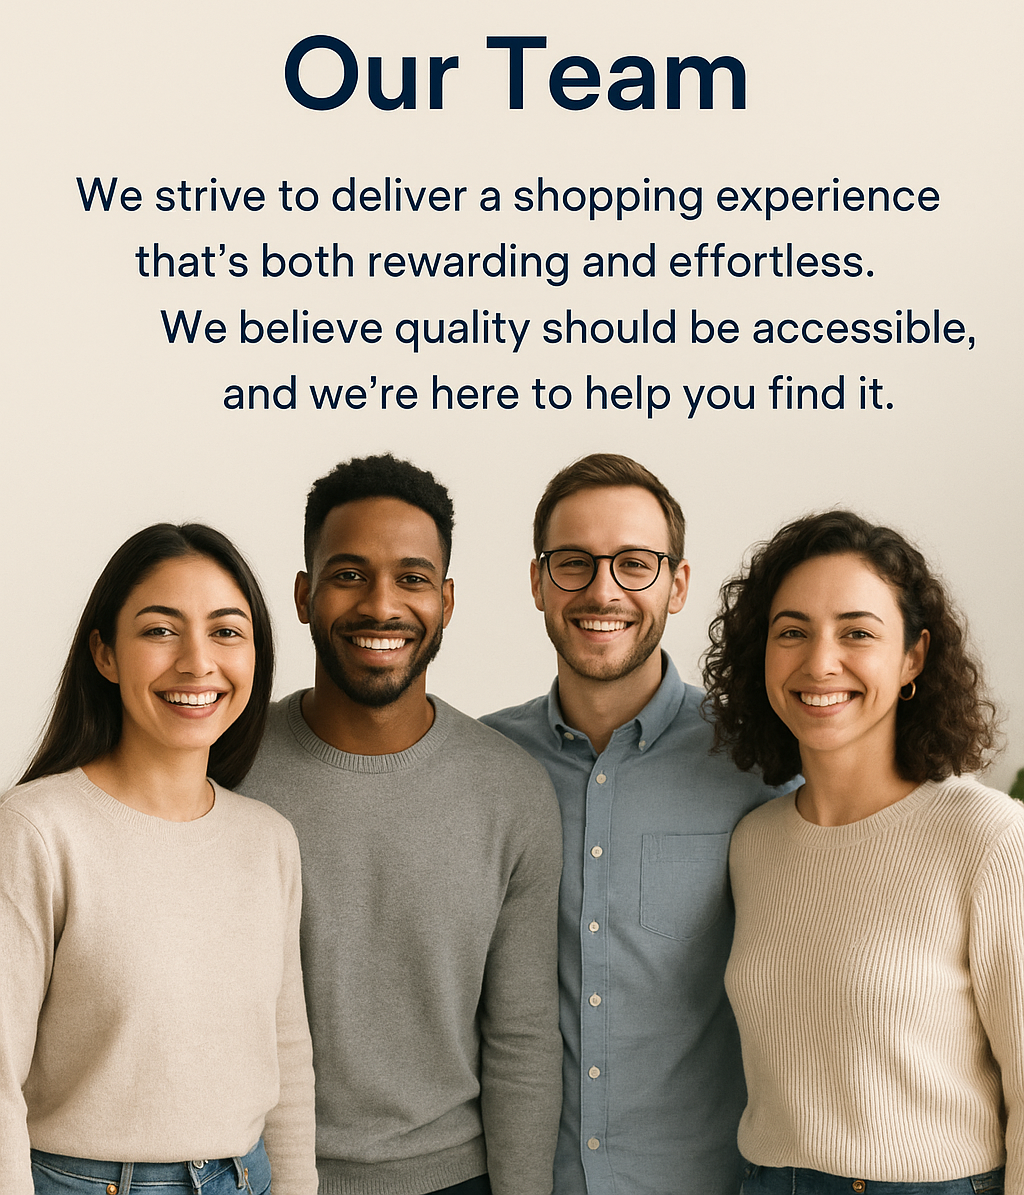 Our Team
We strive to deliver a shopping experience
that’s both rewarding and effortless.
We believe quality should be accessible,
and we’re here to help you find it.